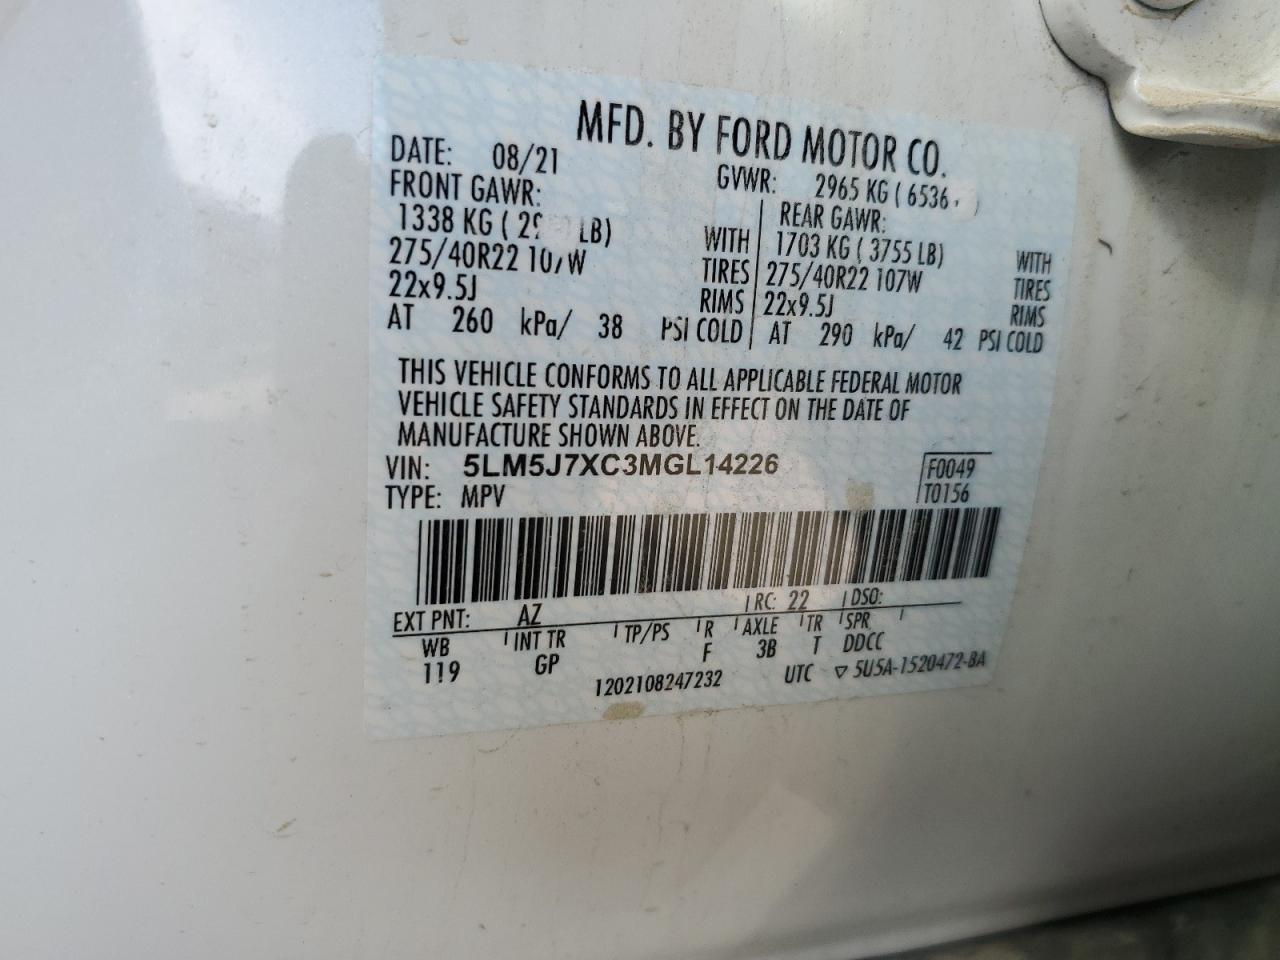 MFD. BY FORD MOTOR CO.
DATE: 08/21 GVWR: 2965 KG ( 6536
FRONT GAWR: REAR GAWR:
1338 KG ( LB) WITH 1703 KG ( 3755 LB) WITH
275/40R22 107W TIRES 275/40R22 107W TIRES
22x9.5J RIMS 22x9.5J RIMS
AT 260 kPa/ 38 PSI COLD AT 290 kPa/ 42 PSI COLD
THIS VEHICLE CONFORMS TO ALL APPLICABLE FEDERAL MOTOR
VEHICLE SAFETY STANDARDS IN EFFECT ON THE DATE OF
MANUFACTURE SHOWN ABOVE.
VIN: 5LM5J7XC3MGL14226 F0049
TYPE: MPV T0156
EXT PNT: AZ RC: 22 DSO:
WB INT TR TP/PS R AXLE TR SPR
119 GP F 3B T DDCC
1202108247232 UTC ▽ 5U5A-1520472-BA